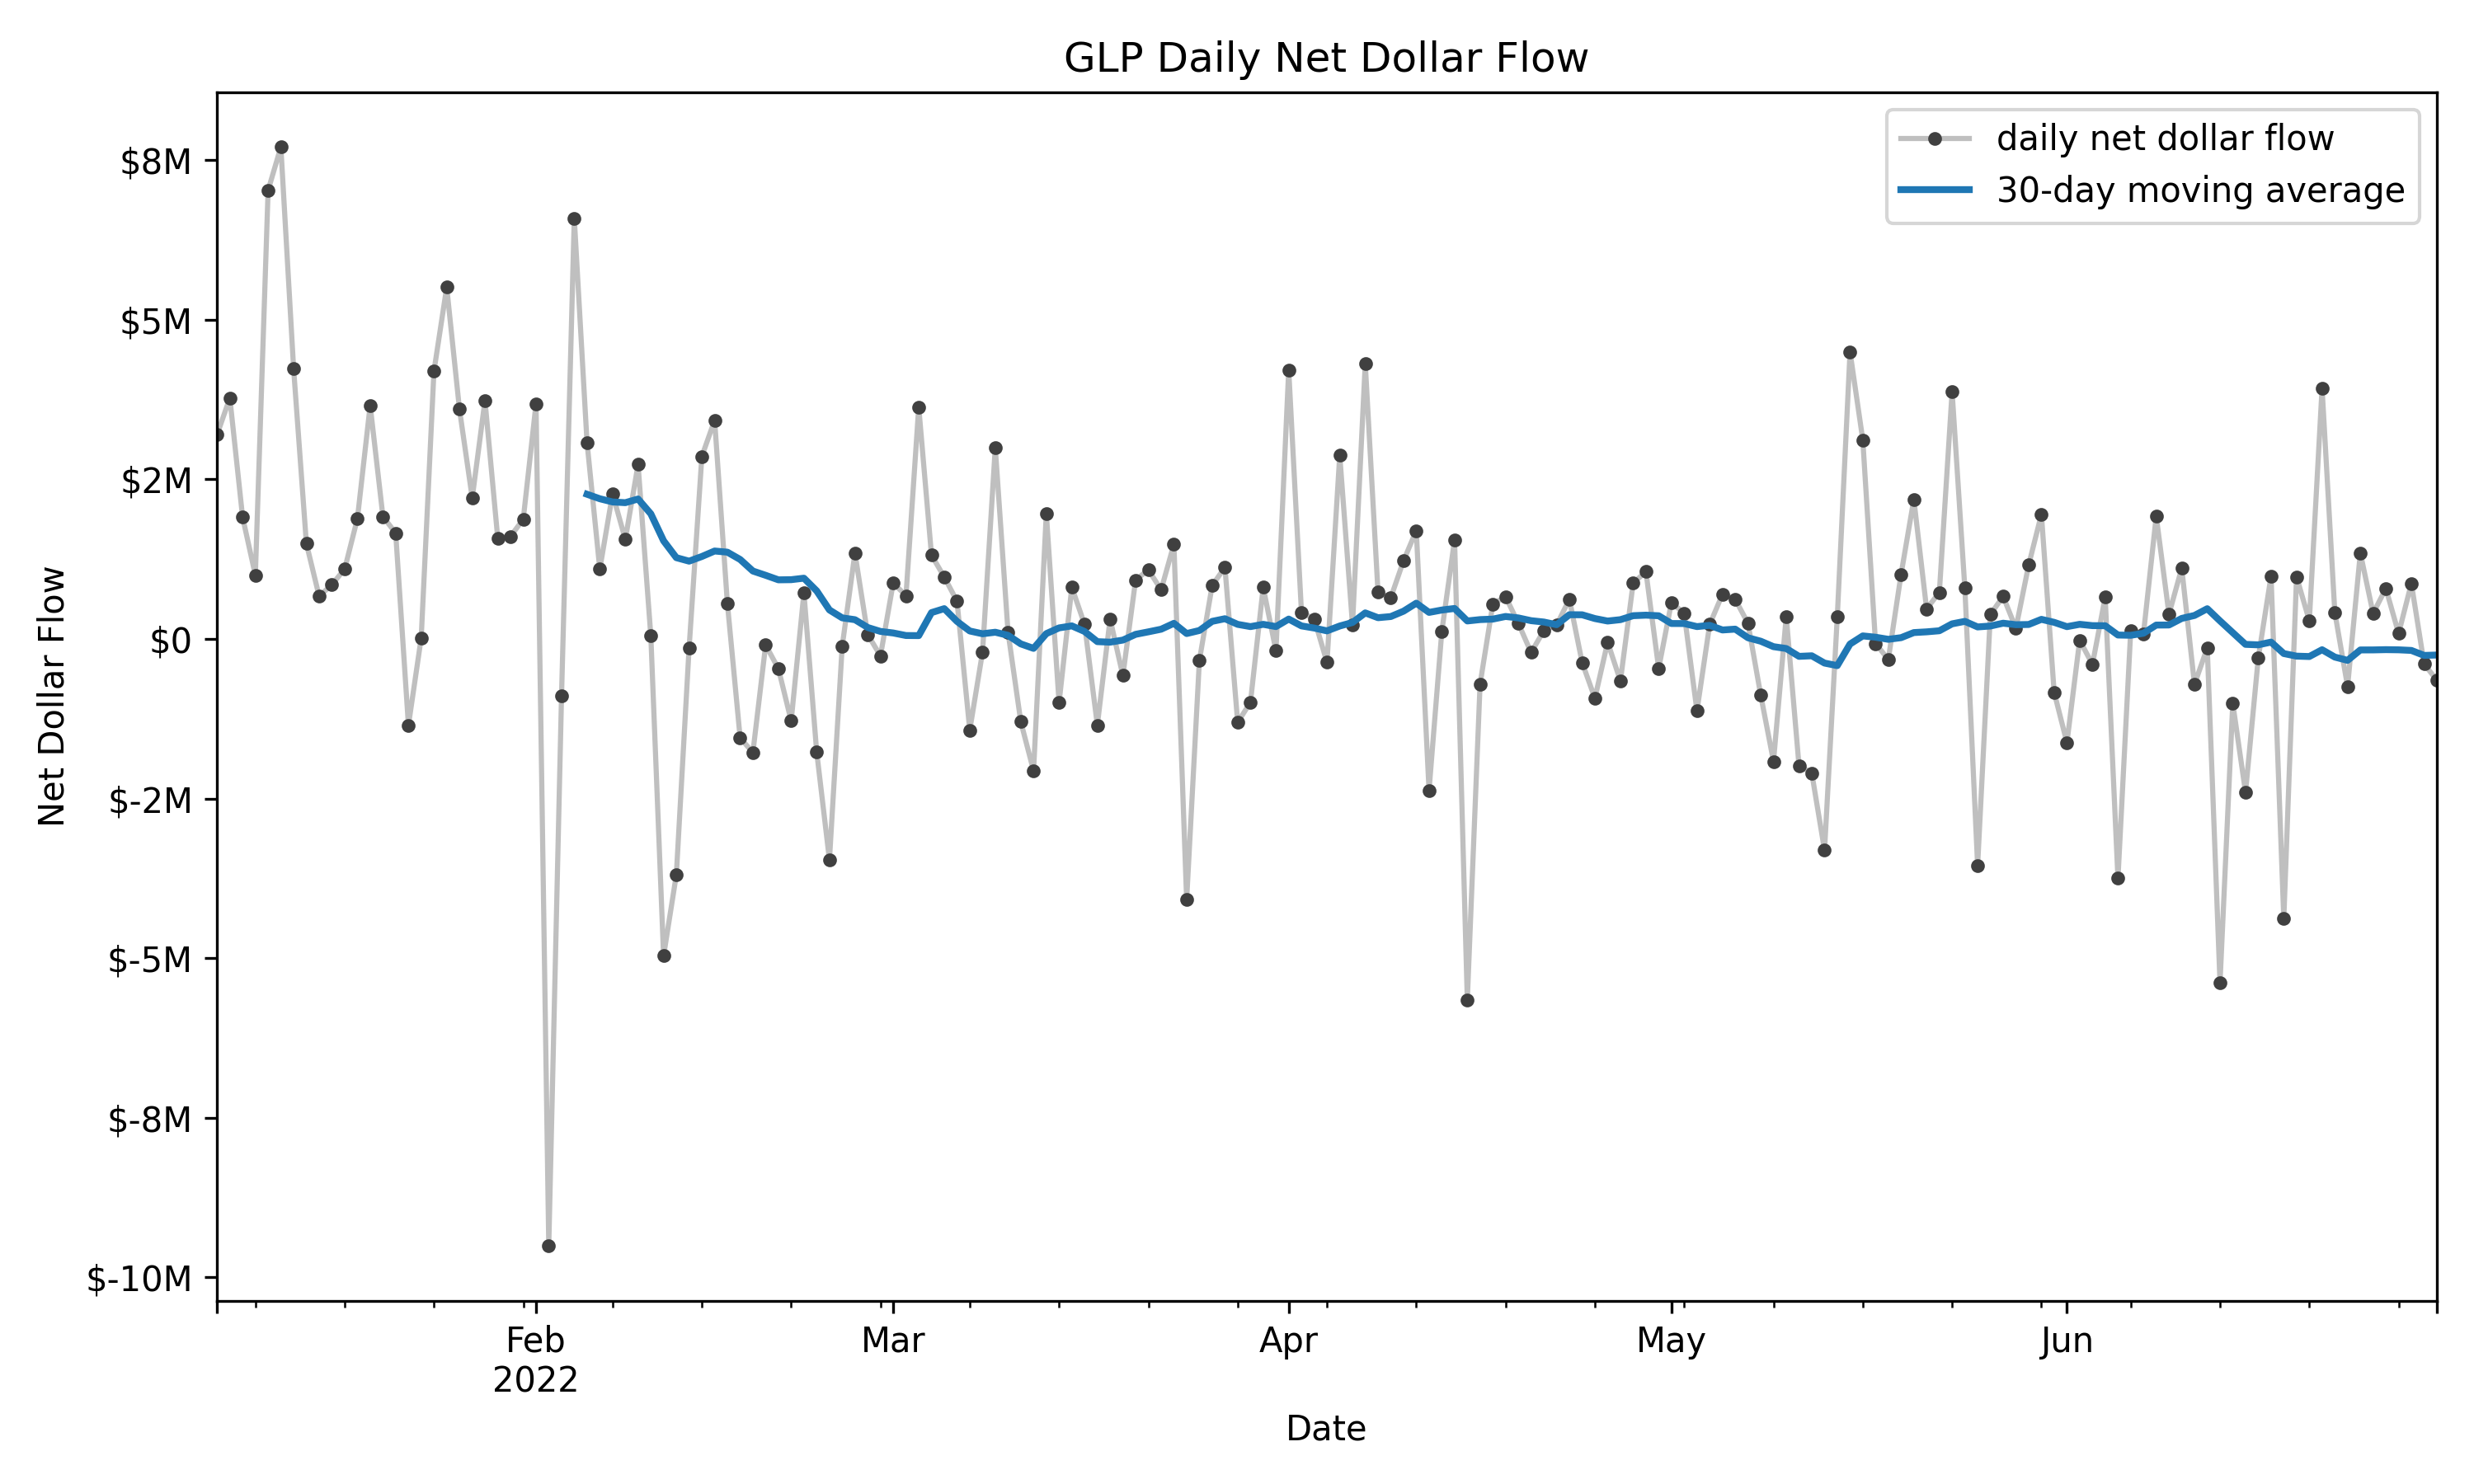 GLP Daily Net Dollar Flow
daily net dollar flow
30-day moving average
$8M
$5M
$2M
$0
$-2M
$-5M
$-8M
$-10M
Net Dollar Flow
Feb
2022
Mar
Apr
May
Jun
Date